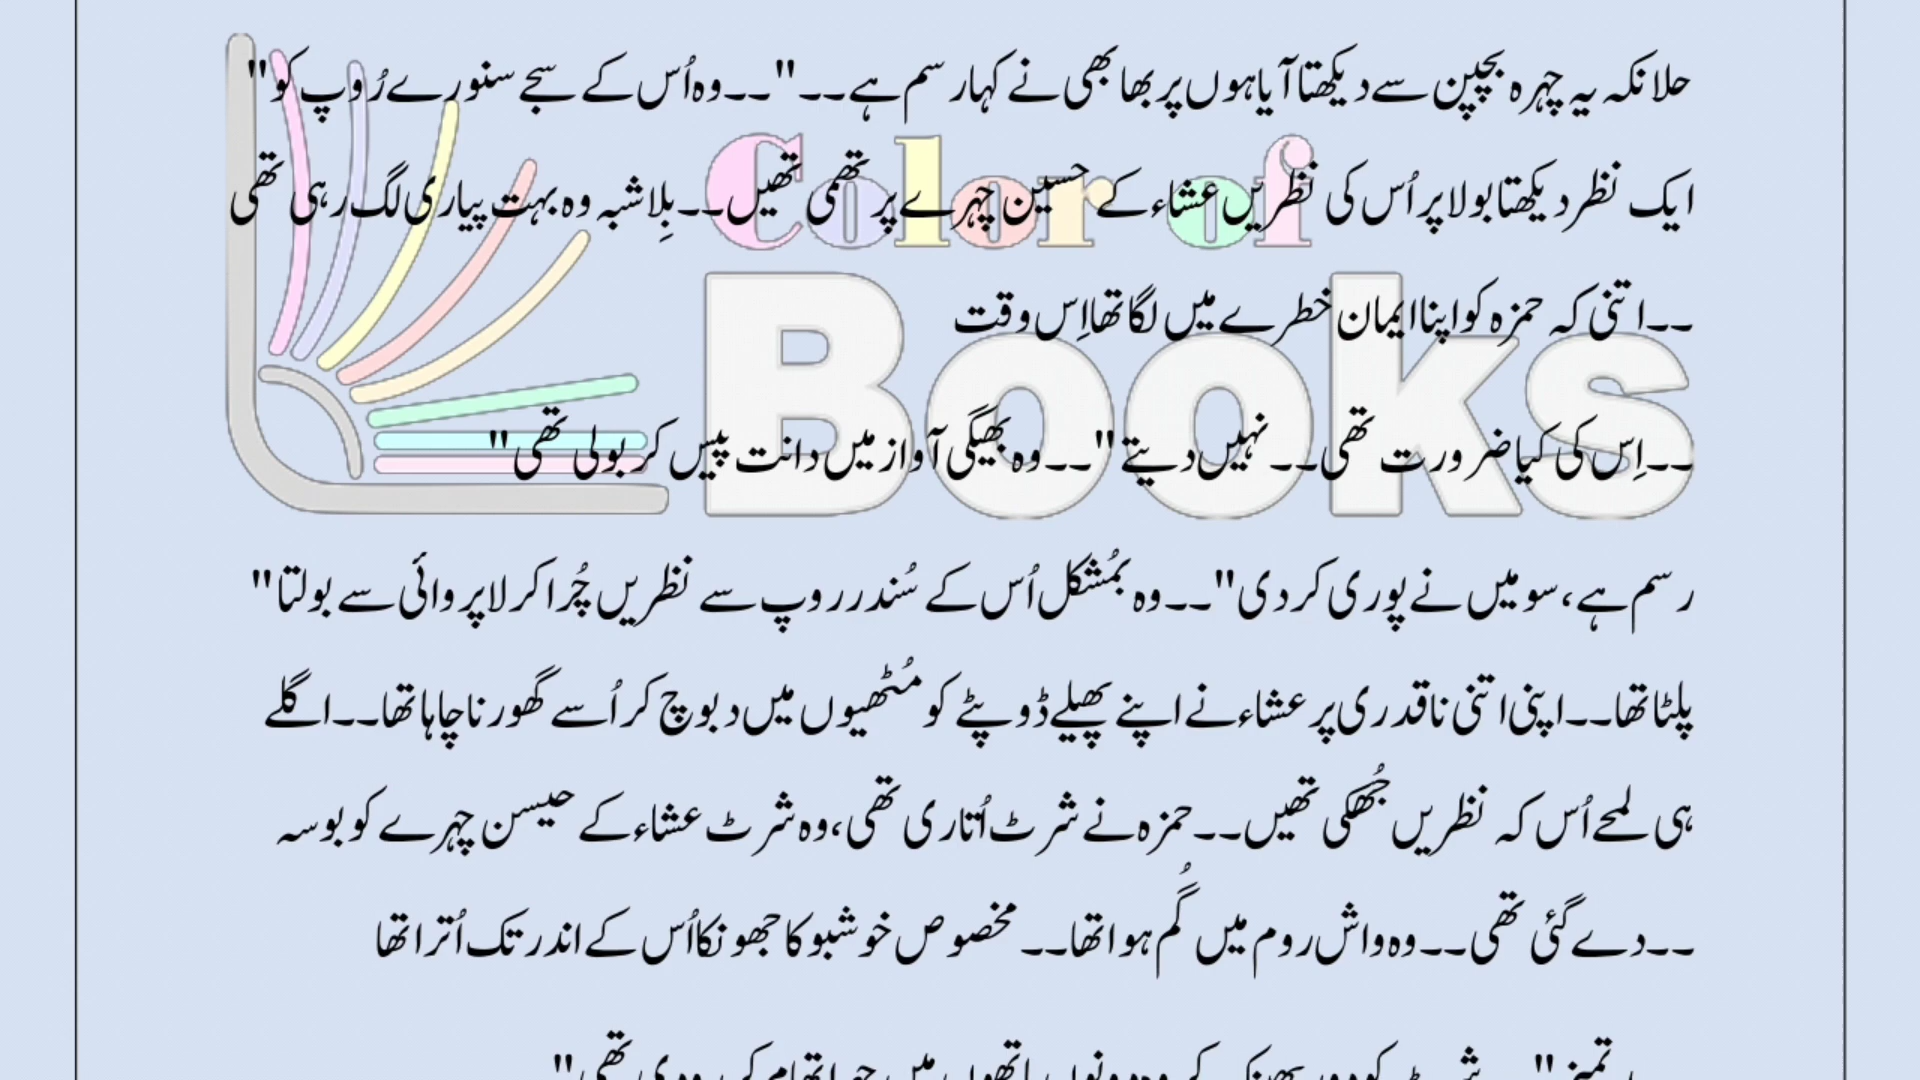 حلانکہ یہ چہرہ بچپن سے دیکھتا آیا ہوں پر بھابھی نے کہا رسم ہے۔۔"۔۔وہ اُس کے سجے سنورے رُوپ کو"
ایک نظر دیکھتا بولا پر اُس کی نظریں عشاء کے حسین چہرے پر تھمی تھیں۔۔بِلاشبہ وہ بہت پیاری لگ رہی تھی
۔۔اتنی کہ حمزہ کو اپنا ایمان خطرے میں لگا تھا اِس وقت
۔۔اِس کی کیا ضرورت تھی۔۔نہیں دیتے "۔۔وہ بھیگی آواز میں دانت پیس کر بولی تھی"
رسم ہے، سو میں نے پوری کر دی"۔۔وہ بمُشکل اُس کے سُندر روپ سے نظریں چُرا کر لاپروائی سے بولتا"
پلٹا تھا۔۔اپنی اتنی ناقدری پر عشاء نے اپنے پھیلے ڈوپٹے کو مُٹھیوں میں دبوچ کر اُسے گھورنا چاہا تھا۔۔اگلے
ہی لمحے اُس کہ نظریں جُھکی تھیں۔۔حمزہ نے شرٹ اُتاری تھی، وہ شرٹ عشاء کے حیسن چہرے کو بوسہ
۔۔دے گئی تھی۔۔وہ واش روم میں گُم ہوا تھا۔۔ مخصوص خوشبو کا جھونکا اُس کے اندر تک اُترا تھا
Color of
Books